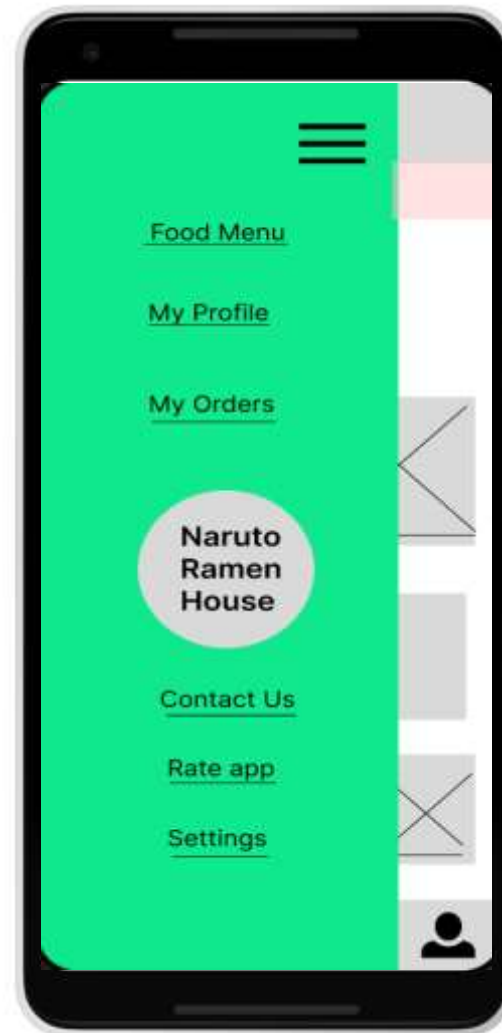 Food Menu
My Profile
My Orders
Naruto
Ramen
House
Contact Us
Rate app
Settings